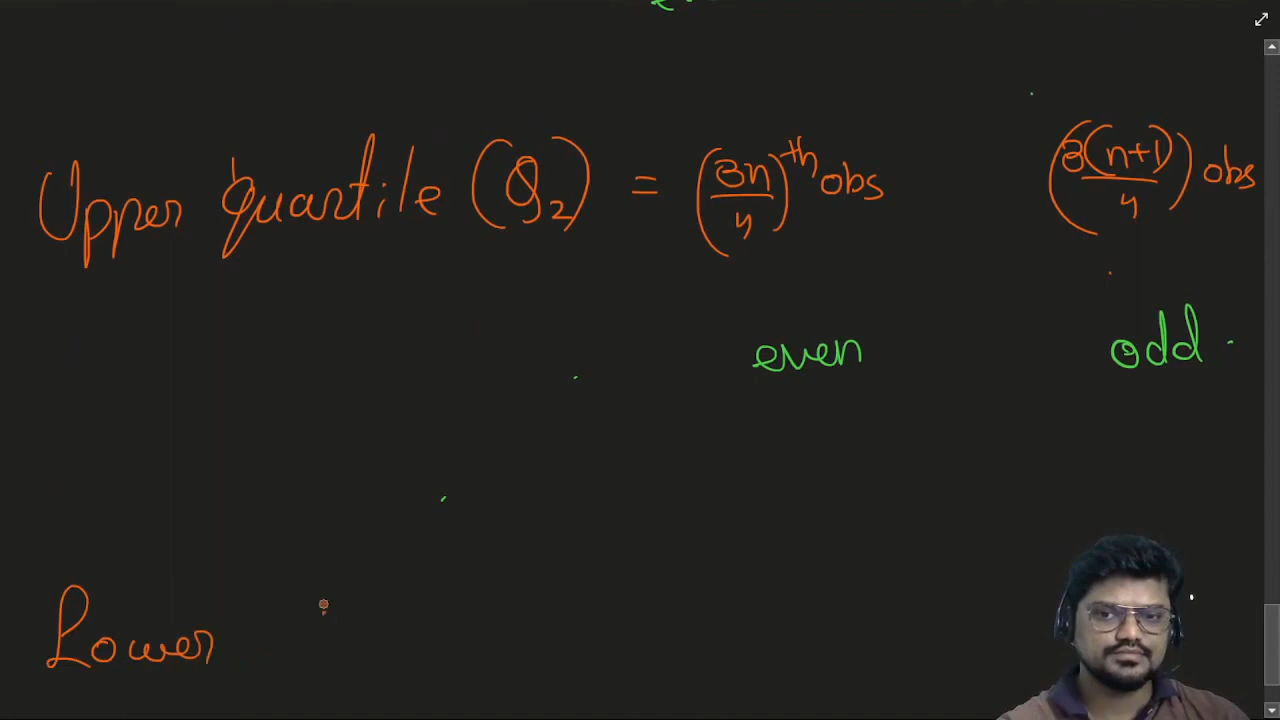 Upper quartile (Q₂) = (3n/4)ᵗʰ obs (3(n+1)/4) obs
even odd
Lower